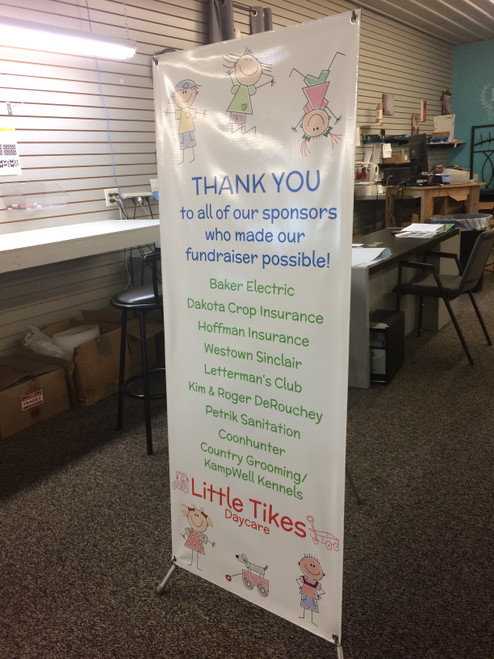 THANK YOU
to all of our sponsors
who made our
fundraiser possible!
Baker Electric
Dakota Crop Insurance
Hoffman Insurance
Westown Sinclair
Letterman's Club
Kim & Roger DeRouchey
Petrik Sanitation
Coonhunter
Country Grooming/
KampWell Kennels
Little Tikes
Daycare